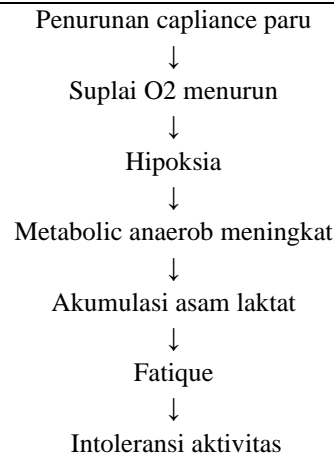 Penurunan capliance paru
↓
Suplai O2 menurun
↓
Hipoksia
↓
Metabolic anaerob meningkat
↓
Akumulasi asam laktat
↓
Fatique
↓
Intoleransi aktivitas